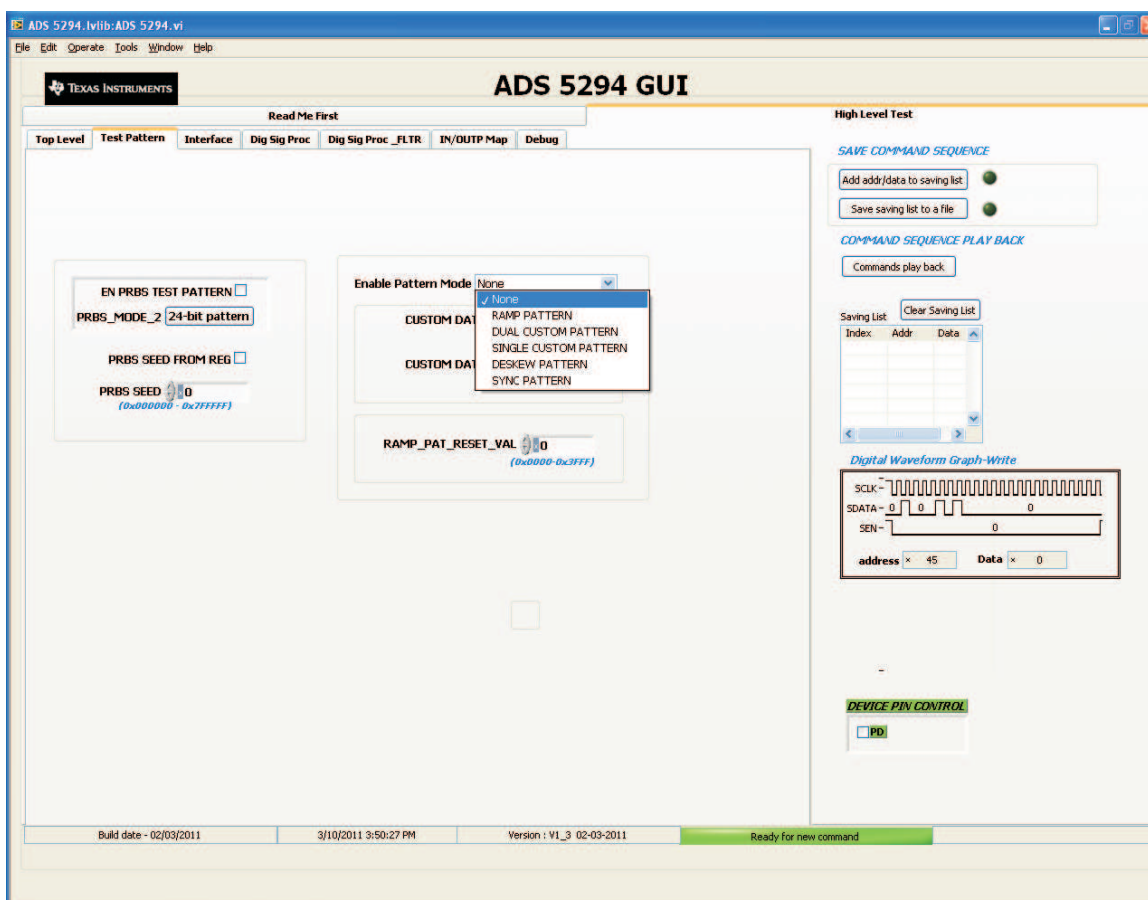 ADS 5294.lvlib:ADS 5294.vi
File Edit Operate Tools Window Help
TEXAS INSTRUMENTS
ADS 5294 GUI
Read Me First
High Level Test
Top Level Test Pattern Interface Dig Sig Proc Dig Sig Proc _FLTR IN/OUTP Map Debug
EN PRBS TEST PATTERN
PRBS_MODE_2 24-bit pattern
PRBS SEED FROM REG
PRBS SEED 0
(0x000000 - 0x7FFFFF)
Enable Pattern Mode None
✓ None
RAMP PATTERN
DUAL CUSTOM PATTERN
SINGLE CUSTOM PATTERN
DESKEW PATTERN
SYNC PATTERN
CUSTOM DAT
CUSTOM DAT
RAMP_PAT_RESET_VAL 0
(0x0000-0x3FFF)
SAVE COMMAND SEQUENCE
Add addr/data to saving list
Save saving list to a file
COMMAND SEQUENCE PLAY BACK
Commands play back
Saving List Clear Saving List
Index Addr Data
Digital Waveform Graph-Write
SCLK-
SDATA- 0 0 0
SEN- 0
address × 45 Data × 0
DEVICE PIN CONTROL
PD
Build date - 02/03/2011 3/10/2011 3:50:27 PM Version : V1_3 02-03-2011 Ready for new command